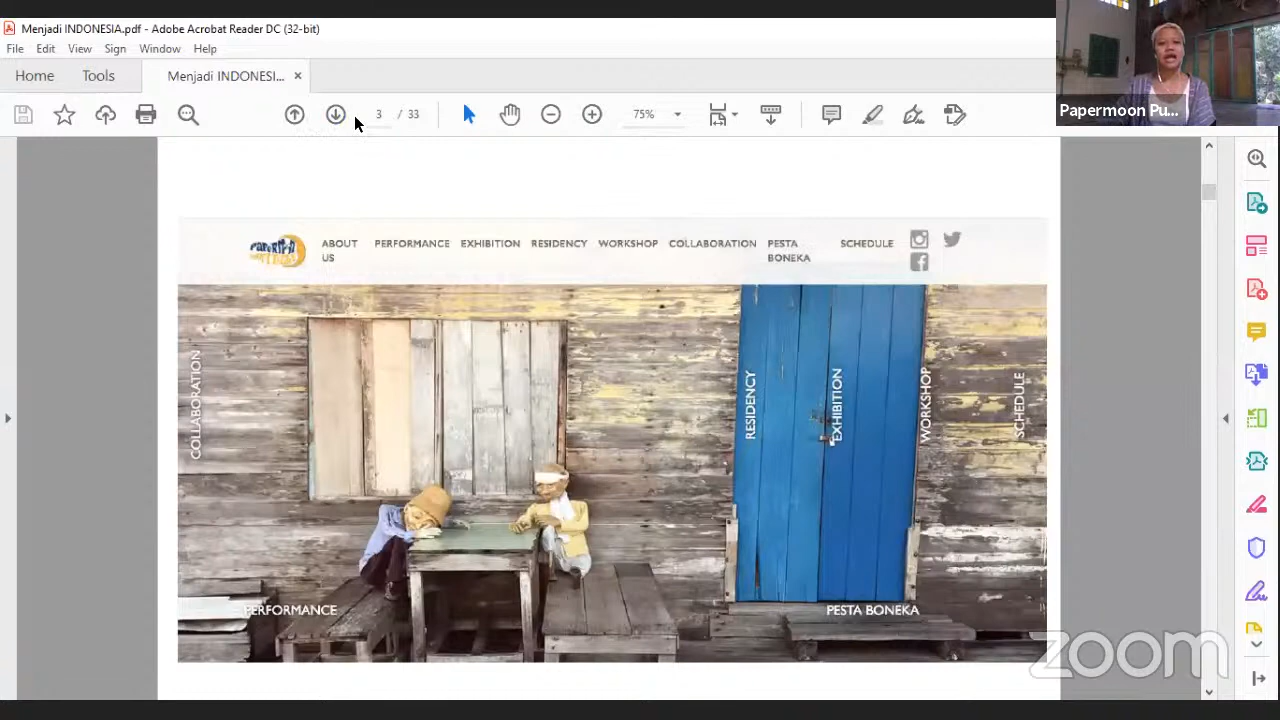 Menjadi INDONESIA.pdf - Adobe Acrobat Reader DC (32-bit)
File Edit View Sign Window Help
Home Tools Menjadi INDONESI... ×
3 / 33 75%
Papermoon Pu...
ABOUT US PERFORMANCE EXHIBITION RESIDENCY WORKSHOP COLLABORATION PESTA BONEKA SCHEDULE
COLLABORATION
RESIDENCY
EXHIBITION
WORKSHOP
SCHEDULE
PERFORMANCE
PESTA BONEKA
zoom